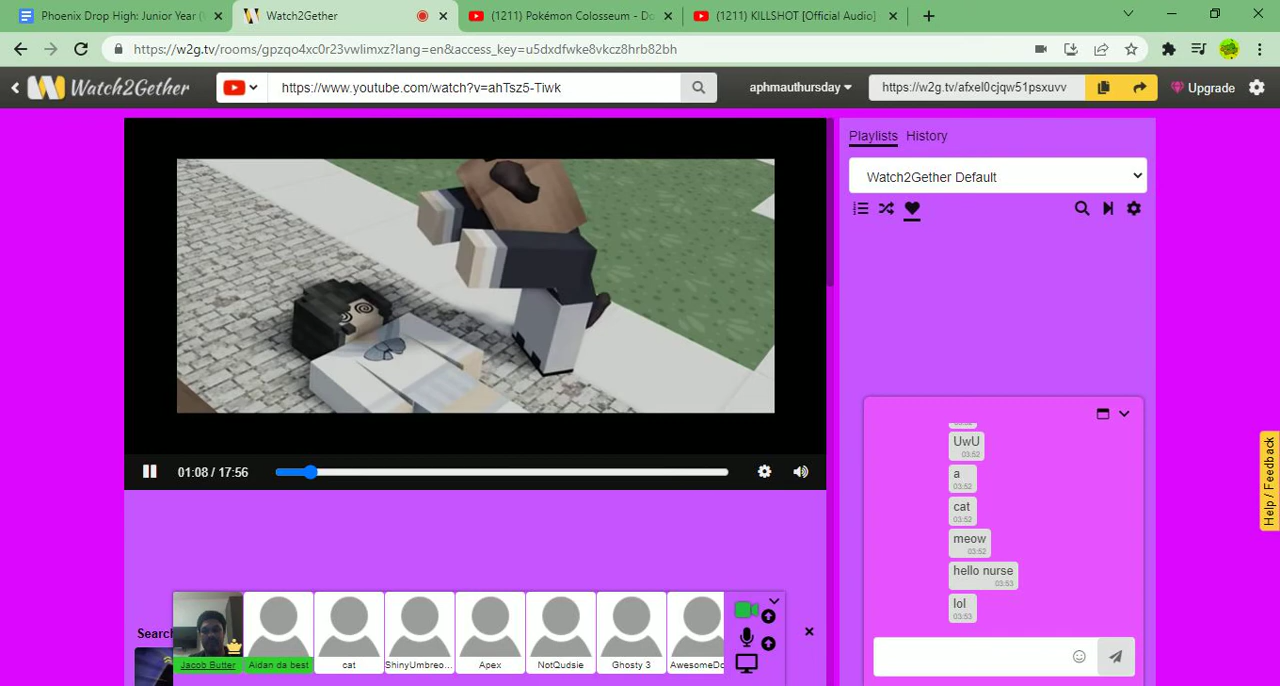 Phoenix Drop High: Junior Year (
Watch2Gether
(1211) Pokémon Colosseum - Do
(1211) KILLSHOT [Official Audio]
https://w2g.tv/rooms/gpzqo4xc0r23vwlimxz?lang=en&access_key=u5dxdfwke8vkcz8hrb82bh
Watch2Gether
https://www.youtube.com/watch?v=ahTsz5-Tiwk
aphmauthursday
https://w2g.tv/afxel0cjqw51psxuvv
Upgrade
Playlists History
Watch2Gether Default
UwU
03:52
a
03:52
cat
03:52
meow
03:52
hello nurse
03:53
lol
03:53
01:08 / 17:56
Help / Feedback
Search
Jacob Butter
Aidan da best
cat
ShinyUmbreo...
Apex
NotQudsie
Ghosty 3
AwesomeDo